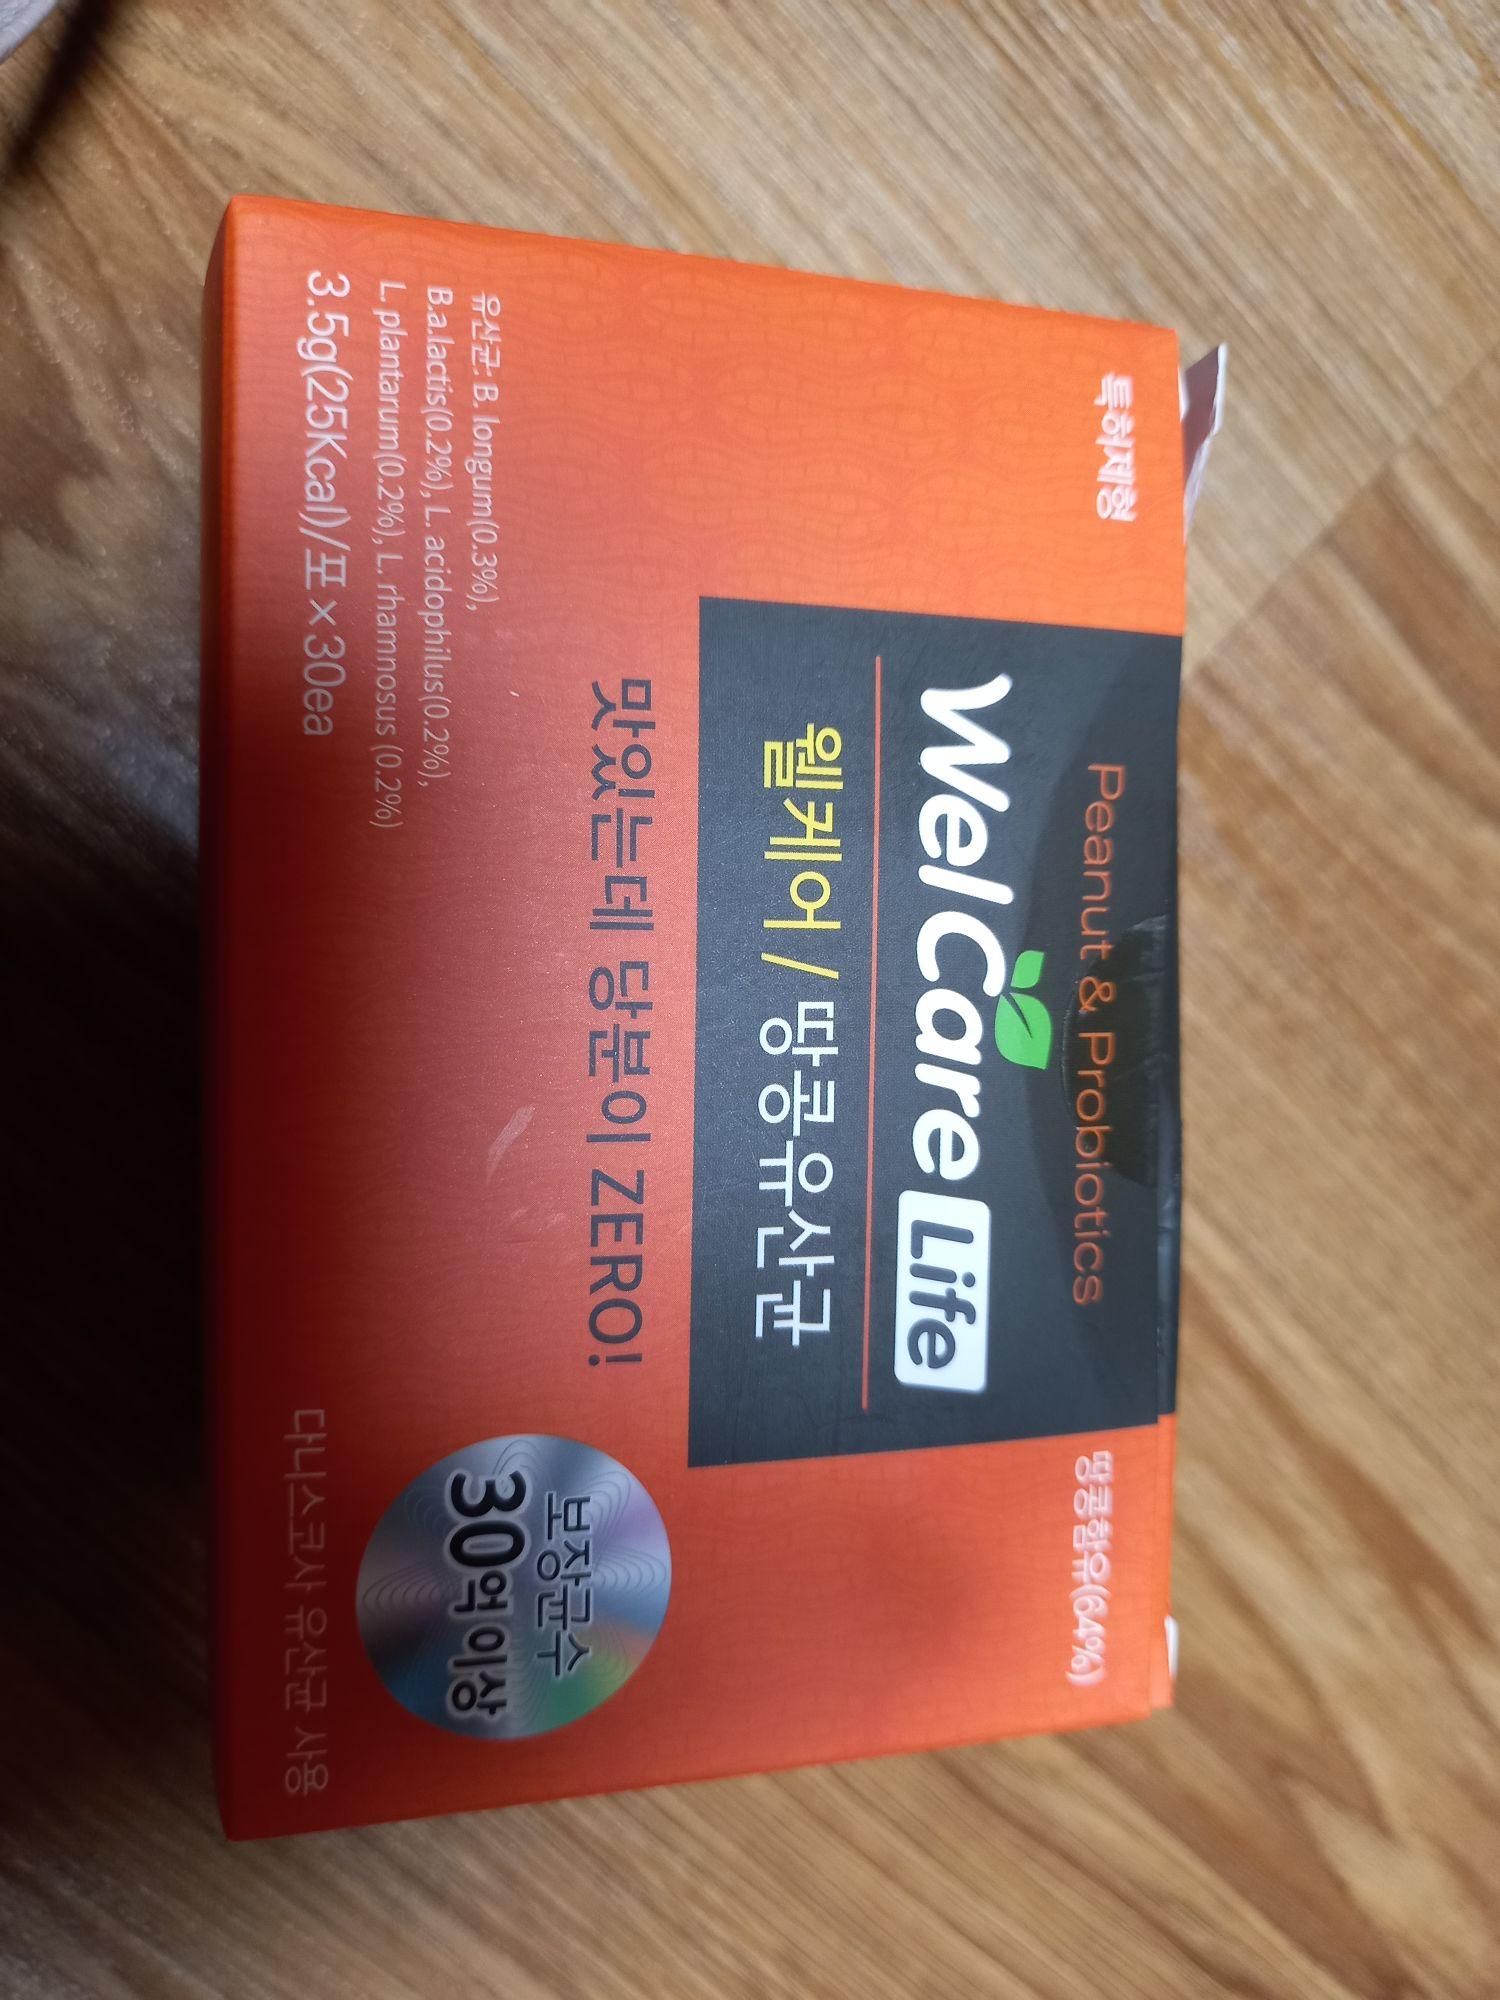 특허제형
Peanut & Probiotics
땅콩함유(64%)
Wel Care Life
웰케어 / 땅콩유산균
맛있는데 당분이 ZERO!
유산균: B. longum(0.3%),
B.a.lactis(0.2%), L. acidophilus(0.2%),
L. plantarum(0.2%), L. rhamnosus (0.2%)
3.5g(25Kcal)/포×30ea
보장균수
30억이상
다니스코사 유산균 사용